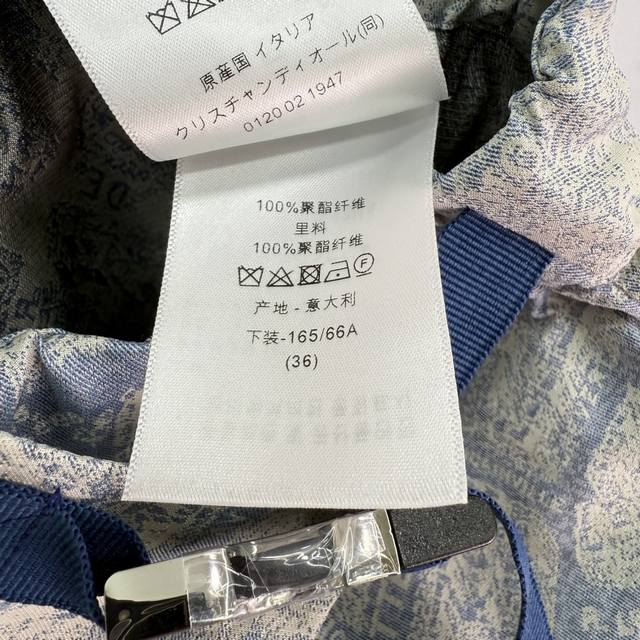 原産国 イタリア
クリスチャンディオール(同)
0120 02 1947
100%聚酯纤维
里料
100%聚酯纤维
产地 - 意大利
下装-165/66A
(36)